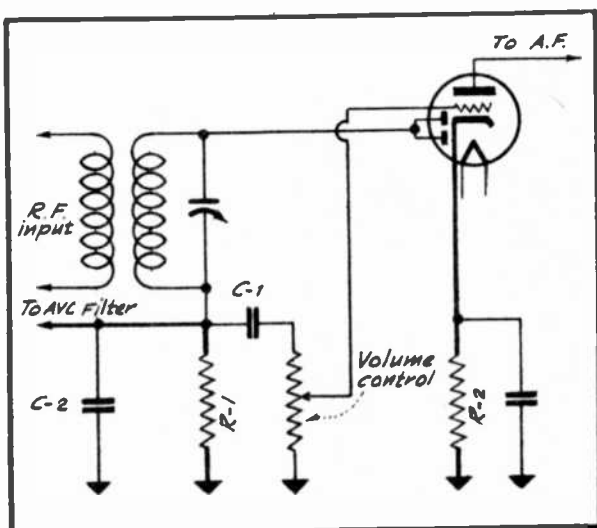 To A.F.
R.F.
input
To AVC Filter
C-1
Volume
control
C-2
R-1
R-2